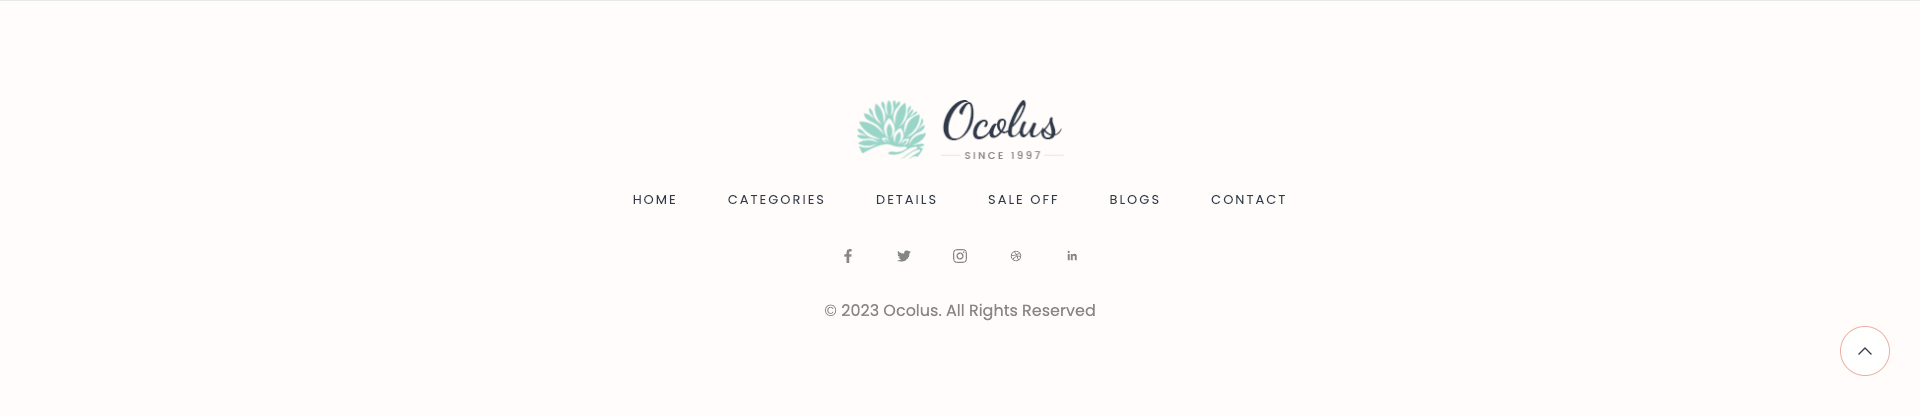 Ocolus
SINCE 1997
HOME CATEGORIES DETAILS SALE OFF BLOGS CONTACT
© 2023 Ocolus. All Rights Reserved